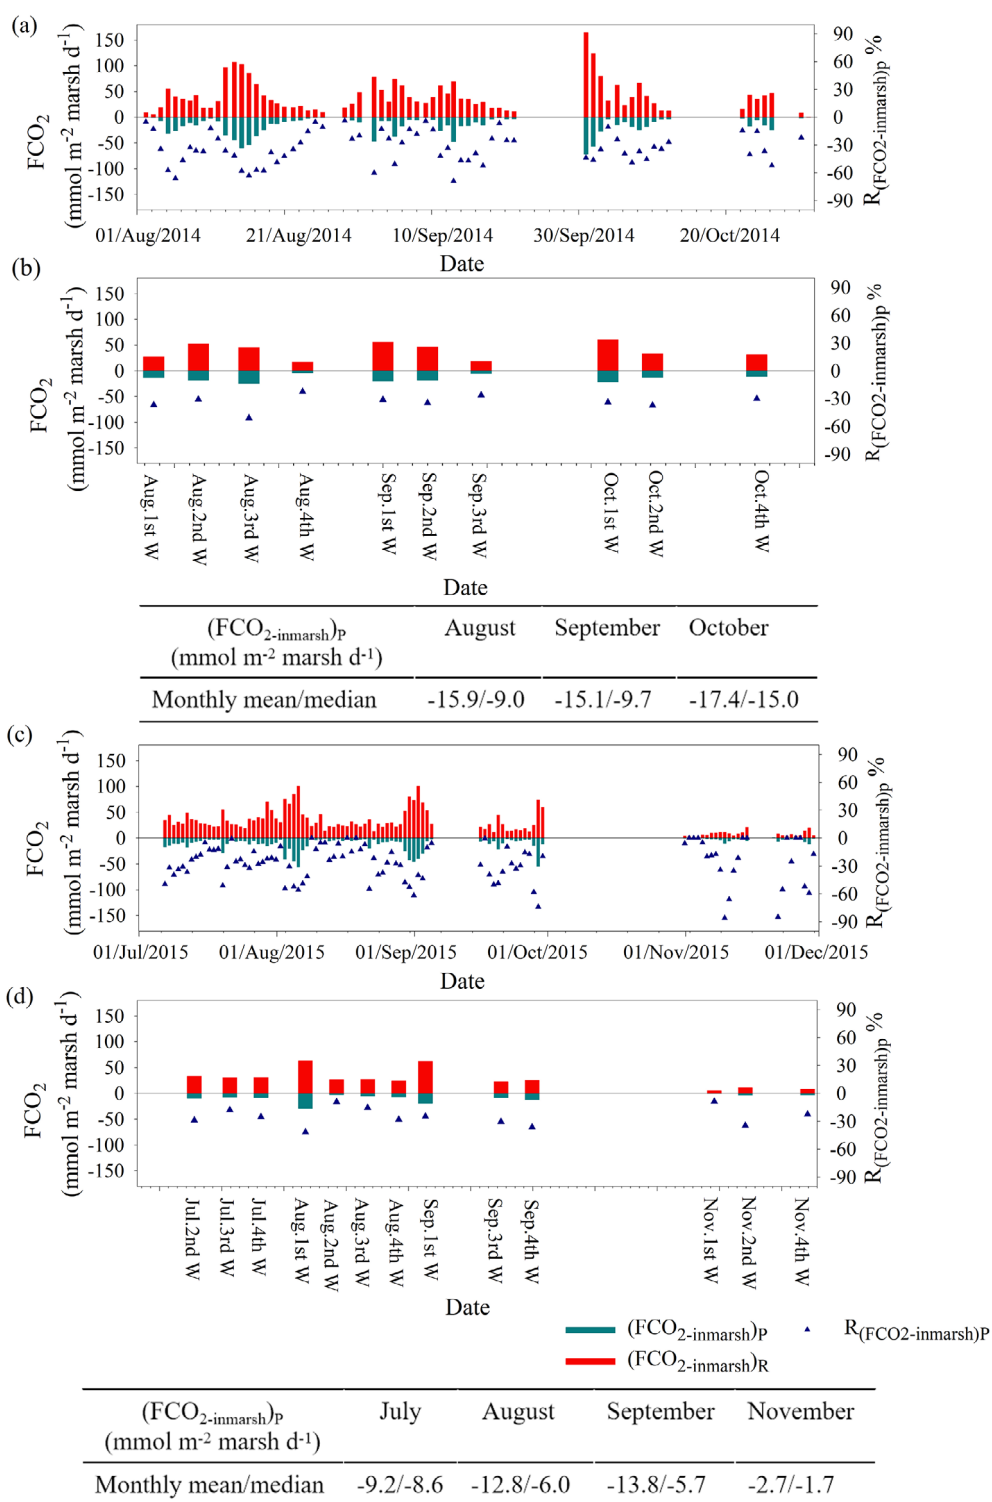 (a)
FCO2
(mmol m-2 marsh d-1)
150
100
50
0
-50
-100
-150
90
60
30
0
-30
-60
-90
R(FCO2-inmarsh)p %
01/Aug/2014 21/Aug/2014 10/Sep/2014 30/Sep/2014 20/Oct/2014
Date
(b)
FCO2
(mmol m-2 marsh d-1)
150
100
50
0
-50
-100
-150
90
60
30
0
-30
-60
-90
R(FCO2-inmarsh)p %
Aug.1st W
Aug.2nd W
Aug.3rd W
Aug.4th W
Sep.1st W
Sep.2nd W
Sep.3rd W
Oct.1st W
Oct.2nd W
Oct.4th W
Date
(FCO2-inmarsh)P August September October
(mmol m-2 marsh d-1)
Monthly mean/median -15.9/-9.0 -15.1/-9.7 -17.4/-15.0
(c)
FCO2
(mmol m-2 marsh d-1)
150
100
50
0
-50
-100
-150
90
60
30
0
-30
-60
-90
R(FCO2-inmarsh)p %
01/Jul/2015 01/Aug/2015 01/Sep/2015 01/Oct/2015 01/Nov/2015 01/Dec/2015
Date
(d)
FCO2
(mmol m-2 marsh d-1)
150
100
50
0
-50
-100
-150
90
60
30
0
-30
-60
-90
R(FCO2-inmarsh)p %
Jul.2nd W
Jul.3rd W
Jul.4th W
Aug.1st W
Aug.2nd W
Aug.3rd W
Aug.4th W
Sep.1st W
Sep.3rd W
Sep.4th W
Nov.1st W
Nov.2nd W
Nov.4th W
Date
(FCO2-inmarsh)P R(FCO2-inmarsh)P
(FCO2-inmarsh)R
(FCO2-inmarsh)P July August September November
(mmol m-2 marsh d-1)
Monthly mean/median -9.2/-8.6 -12.8/-6.0 -13.8/-5.7 -2.7/-1.7